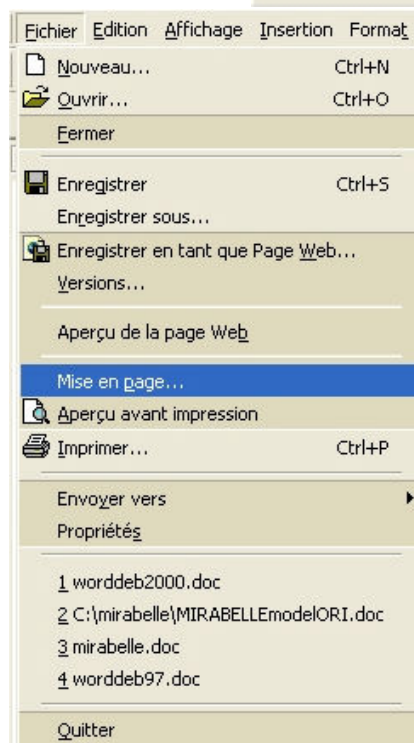 Fichier Edition Affichage Insertion Format
Nouveau... Ctrl+N
Ouvrir... Ctrl+O
Fermer
Enregistrer Ctrl+S
Enregistrer sous...
Enregistrer en tant que Page Web...
Versions...
Aperçu de la page Web
Mise en page...
Aperçu avant impression
Imprimer... Ctrl+P
Envoyer vers
Propriétés
1 worddeb2000.doc
2 C:\mirabelle\MIRABELLEmodelORI.doc
3 mirabelle.doc
4 worddeb97.doc
Quitter